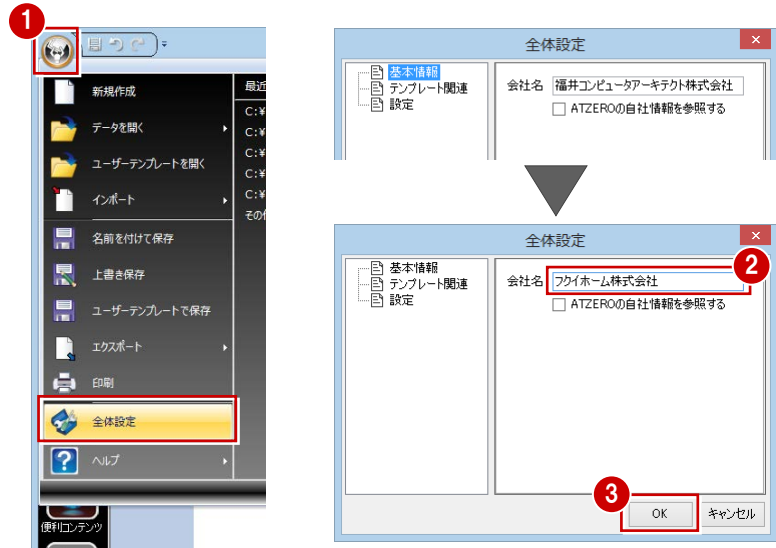 1
新規作成
最近
データを開く
C:¥
C:¥
ユーザーテンプレートを開く
C:¥
C:¥
インポート
C:¥
その他
名前を付けて保存
上書き保存
ユーザーテンプレートで保存
エクスポート
印刷
全体設定
ヘルプ
便利コンテンツ
全体設定
基本情報
テンプレート関連
設定
会社名 福井コンピュータアーキテクト株式会社
ATZEROの自社情報を参照する
全体設定
2
基本情報
テンプレート関連
設定
会社名 フクイホーム株式会社
ATZEROの自社情報を参照する
3
OK
キャンセル